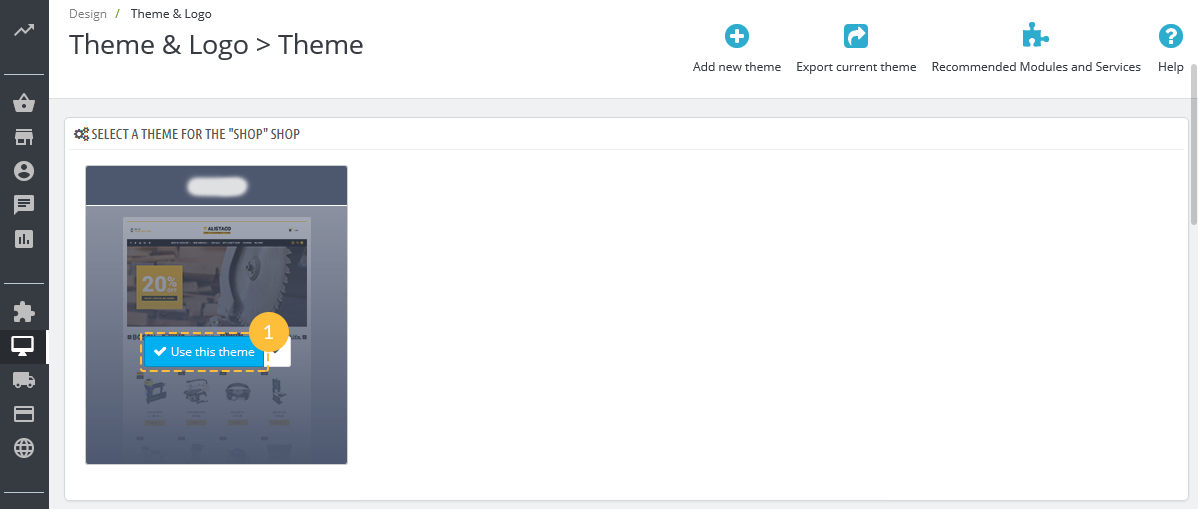 Design / Theme & Logo
Theme & Logo > Theme
Add new theme
Export current theme
Recommended Modules and Services
Help
SELECT A THEME FOR THE "SHOP" SHOP
ALISTACO
20%
OFF
1
Use this theme